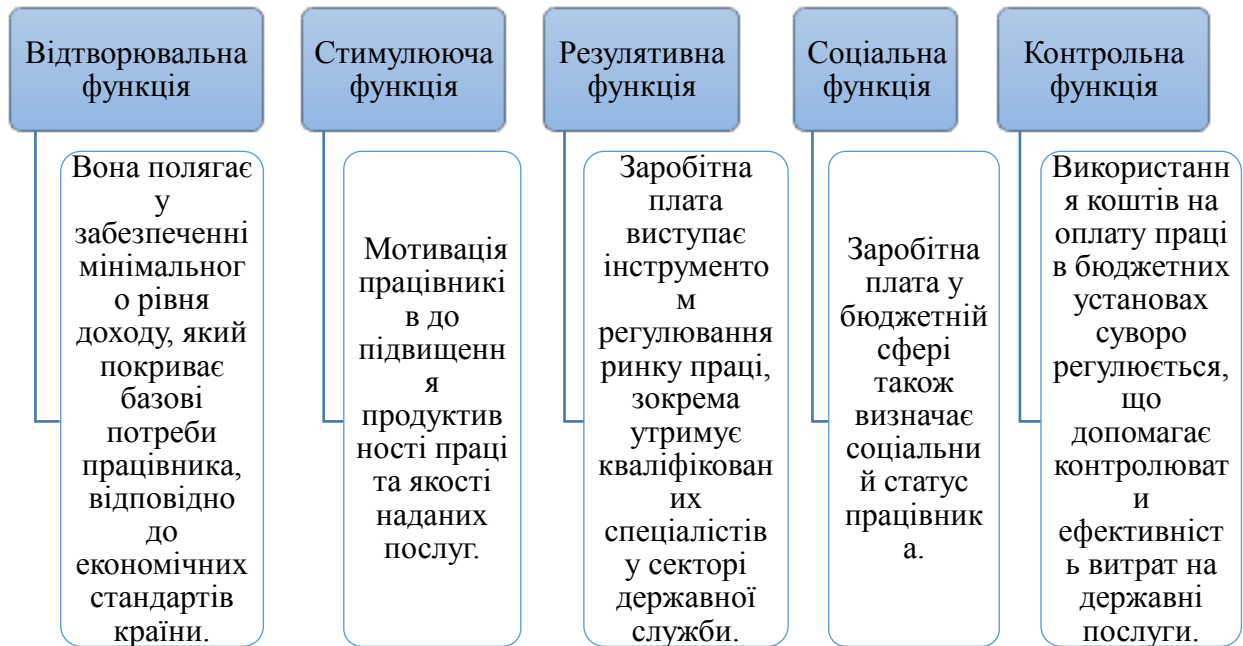 Відтворювальна
функція
Вона полягає
у
забезпеченні
мінімальног
о рівня
доходу, який
покриває
базові
потреби
працівника,
відповідно
до
економічних
стандартів
країни.
Стимулююча
функція
Мотивація
працівникі
в до
підвищенн
я
продуктив
ності праці
та якості
наданих
послуг.
Резулятивна
функція
Заробітна
плата
виступає
інструменто
м
регулювання
ринку праці,
зокрема
утримує
кваліфікован
их
спеціалістів
у секторі
державної
служби.
Соціальна
функція
Заробітна
плата у
бюджетній
сфері
також
визначає
соціальни
й статус
працівник
а.
Контрольна
функція
Використанн
я коштів на
оплату праці
в бюджетних
установах
суворо
регулюється,
що
допомагає
контролюват
и
ефективніст
ь витрат на
державні
послуги.